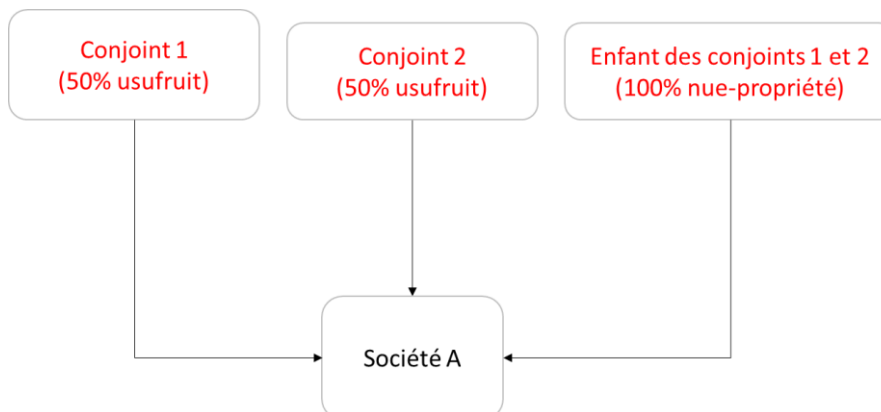 Conjoint 1
(50% usufruit)
Conjoint 2
(50% usufruit)
Enfant des conjoints 1 et 2
(100% nue-propriété)
Société A